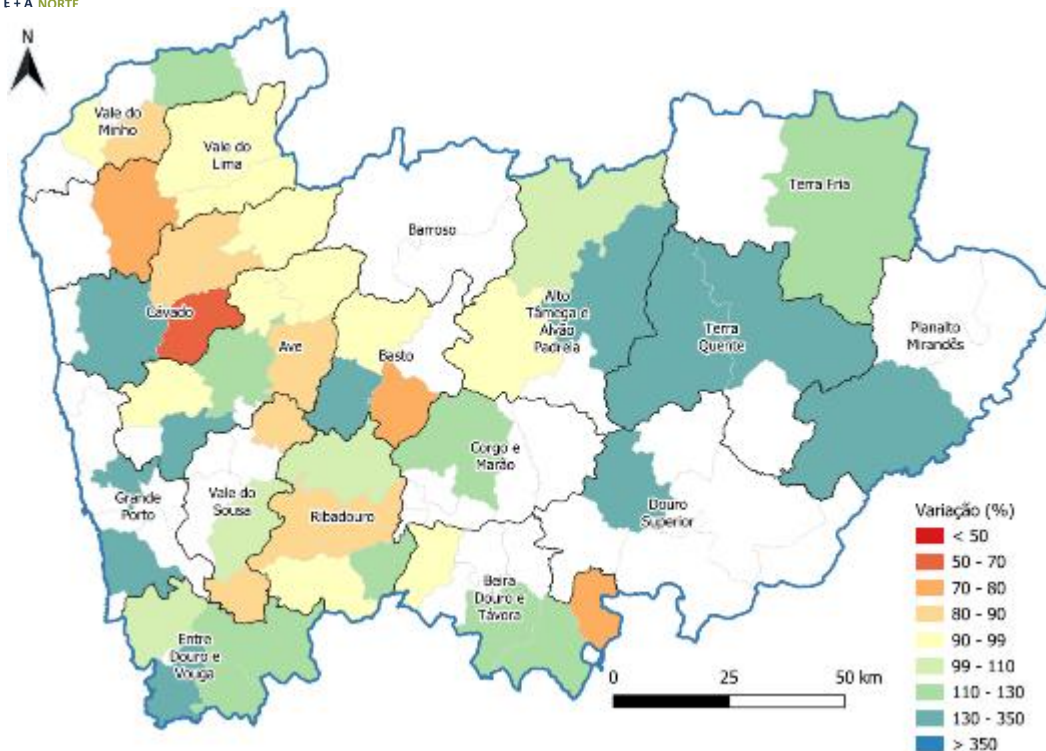 E + A NORTE
N
Vale do
Minho
Vale do
Lima
Barroso
Terra Fria
Cávado
Ave
Basto
Alto
Tâmega e
Alvão
Padrela
Terra
Quente
Planalto
Mirandês
Grande
Porto
Vale do
Sousa
Ribadouro
Corgo e
Marão
Douro
Superior
Beira
Douro e
Távora
Entre
Douro e
Vouga
0 25 50 km
Variação (%)
< 50
50 - 70
70 - 80
80 - 90
90 - 99
99 - 110
110 - 130
130 - 350
> 350